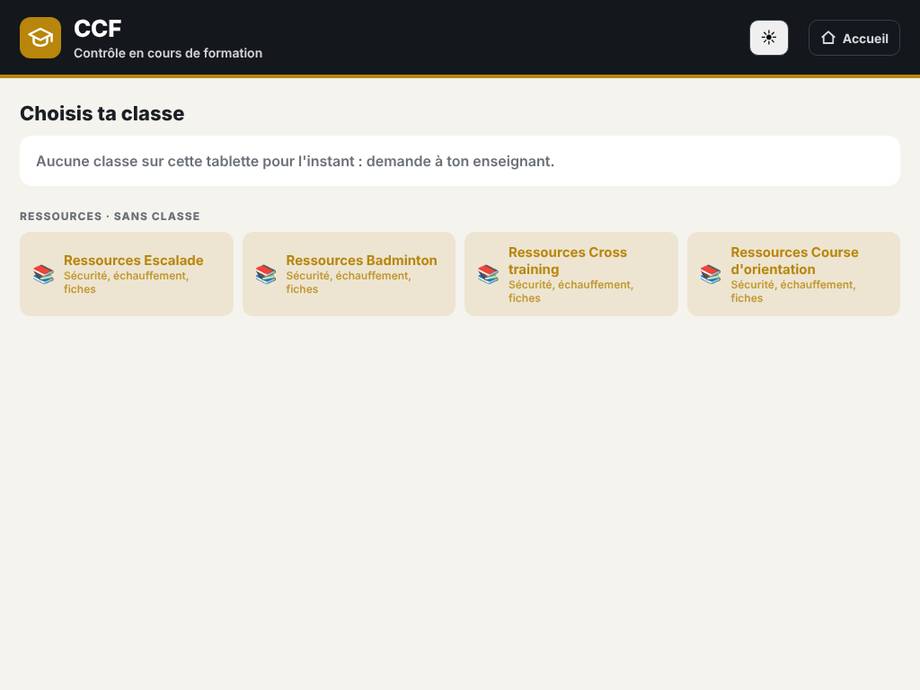 CCF
Contrôle en cours de formation
Accueil
Choisis ta classe
Aucune classe sur cette tablette pour l'instant : demande à ton enseignant.
RESSOURCES · SANS CLASSE
Ressources Escalade
Sécurité, échauffement,
fiches
Ressources Badminton
Sécurité, échauffement,
fiches
Ressources Cross
training
Sécurité, échauffement,
fiches
Ressources Course
d'orientation
Sécurité, échauffement,
fiches